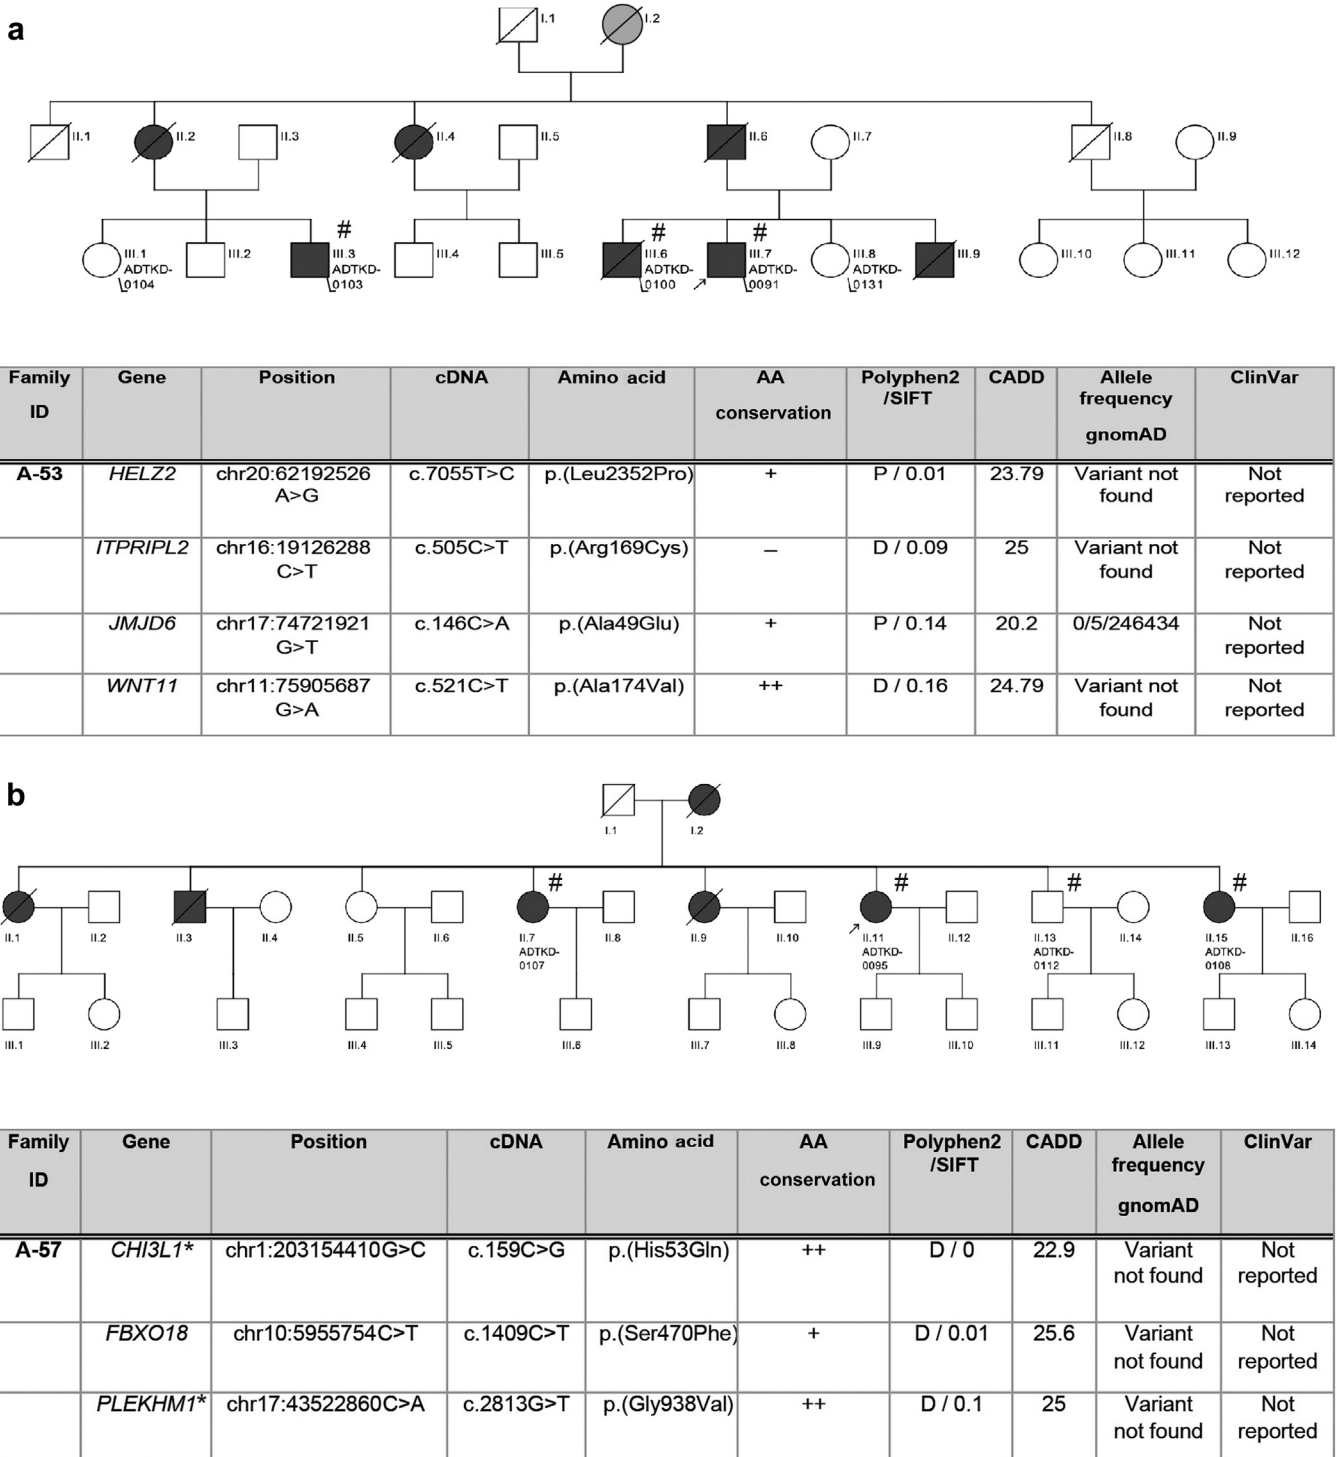 a
I.1
I.2
II.1
II.2
II.3
II.4
II.5
II.6
II.7
II.8
II.9
#
#
#
III.1
ADTKD-
0104
III.2
III.3
ADTKD-
0103
III.4
III.5
III.6
ADTKD-
0100
III.7
ADTKD-
0091
III.8
ADTKD-
0131
III.9
III.10
III.11
III.12
Family ID Gene Position cDNA Amino acid AA conservation Polyphen2 /SIFT CADD Allele frequency gnomAD ClinVar
A-53 HELZ2 chr20:62192526 A>G c.7055T>C p.(Leu2352Pro) + P / 0.01 23.79 Variant not found Not reported
ITPRIPL2 chr16:19126288 C>T c.505C>T p.(Arg169Cys) – D / 0.09 25 Variant not found Not reported
JMJD6 chr17:74721921 G>T c.146C>A p.(Ala49Glu) + P / 0.14 20.2 0/5/246434 Not reported
WNT11 chr11:75905687 G>A c.521C>T p.(Ala174Val) ++ D / 0.16 24.79 Variant not found Not reported
b
I.1
I.2
#
#
#
#
II.1
II.2
II.3
II.4
II.5
II.6
II.7
ADTKD-
0107
II.8
II.9
II.10
II.11
ADTKD-
0095
II.12
II.13
ADTKD-
0112
II.14
II.15
ADTKD-
0108
II.16
III.1
III.2
III.3
III.4
III.5
III.6
III.7
III.8
III.9
III.10
III.11
III.12
III.13
III.14
Family ID Gene Position cDNA Amino acid AA conservation Polyphen2 /SIFT CADD Allele frequency gnomAD ClinVar
A-57 CHI3L1* chr1:203154410G>C c.159C>G p.(His53Gln) ++ D / 0 22.9 Variant not found Not reported
FBXO18 chr10:5955754C>T c.1409C>T p.(Ser470Phe) + D / 0.01 25.6 Variant not found Not reported
PLEKHM1* chr17:43522860C>A c.2813G>T p.(Gly938Val) ++ D / 0.1 25 Variant not found Not reported